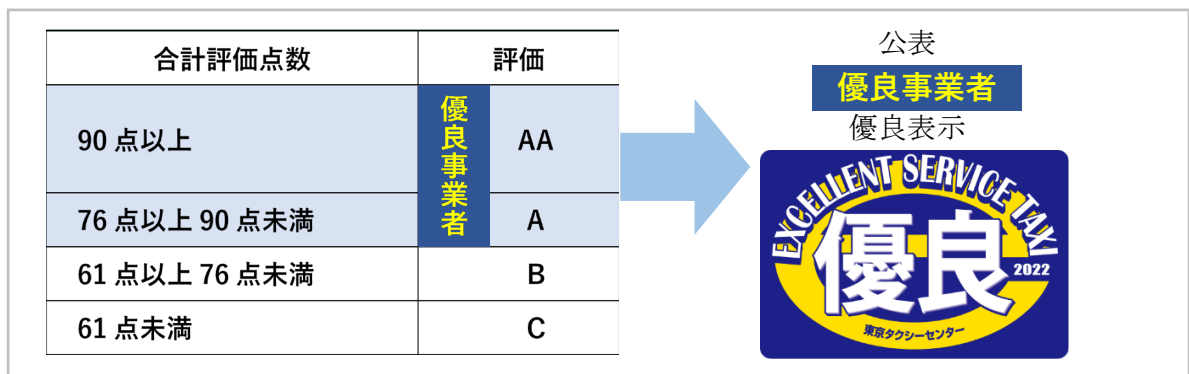 合計評価点数 評価
90 点以上 優良事業者 AA
76 点以上 90 点未満 A
61 点以上 76 点未満 B
61 点未満 C
公表
優良事業者
優良表示
EXCELLENT SERVICE TAXI
優良
2022
東京タクシーセンター